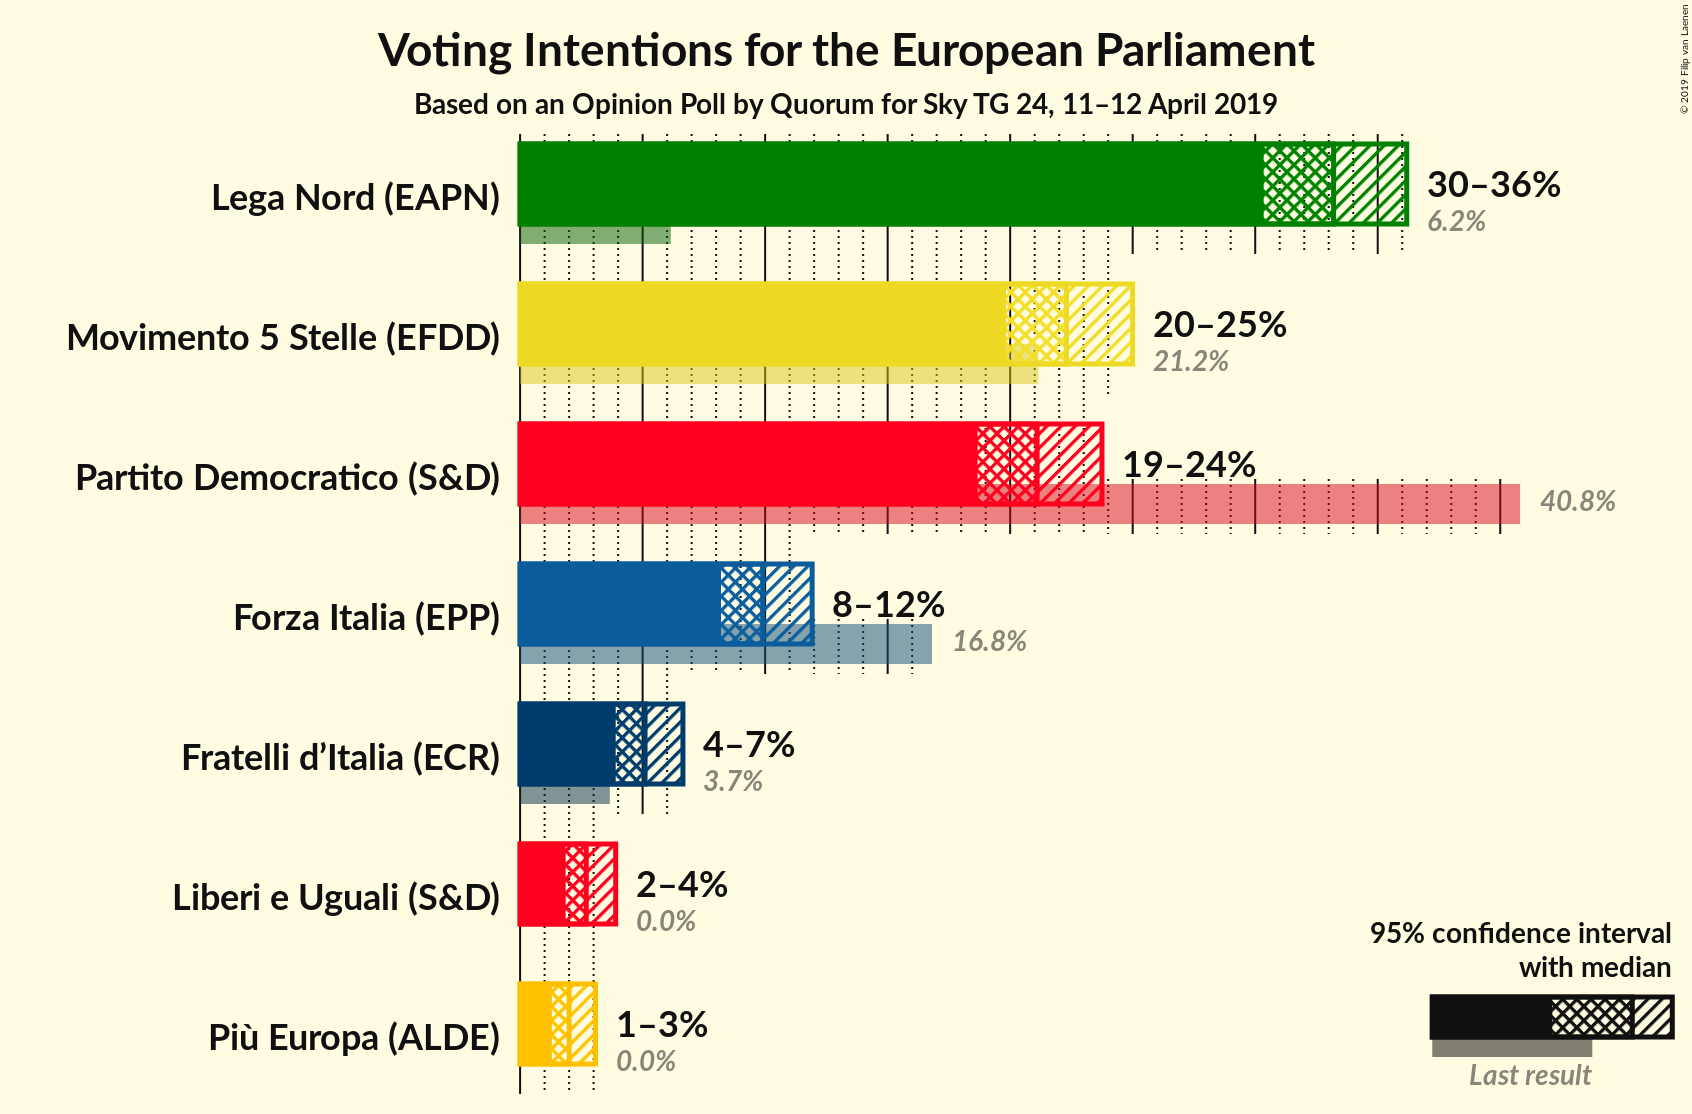 Voting Intentions for the European Parliament
Based on an Opinion Poll by Quorum for Sky TG 24, 11–12 April 2019
© 2019 Filip van Laenen
Lega Nord (EAPN)
30–36%
6.2%
Movimento 5 Stelle (EFDD)
20–25%
21.2%
Partito Democratico (S&D)
19–24%
40.8%
Forza Italia (EPP)
8–12%
16.8%
Fratelli d’Italia (ECR)
4–7%
3.7%
Liberi e Uguali (S&D)
2–4%
0.0%
Più Europa (ALDE)
1–3%
0.0%
95% confidence interval
with median
Last result